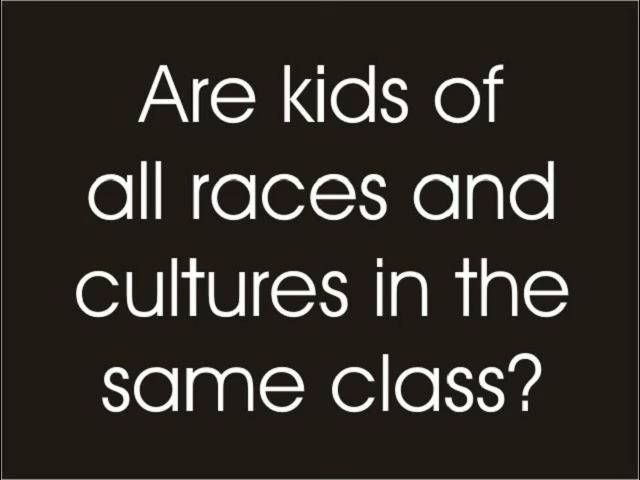 Are kids of
all races and
cultures in the
same class?